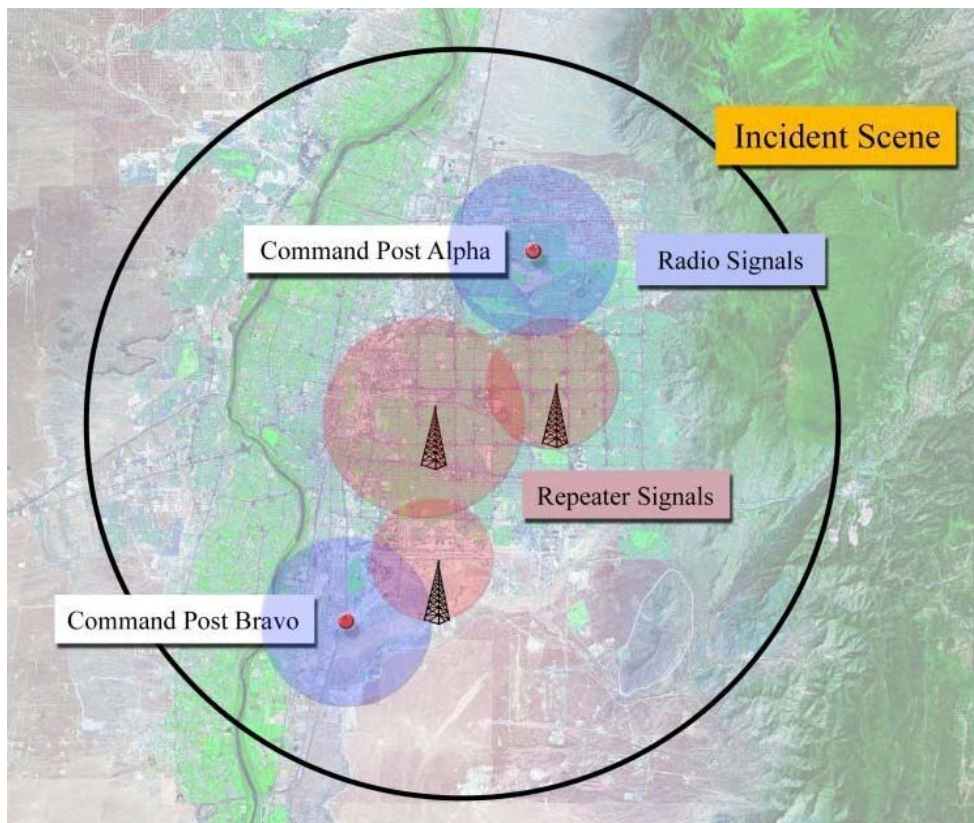 Incident Scene
Command Post Alpha
Radio Signals
Repeater Signals
Command Post Bravo